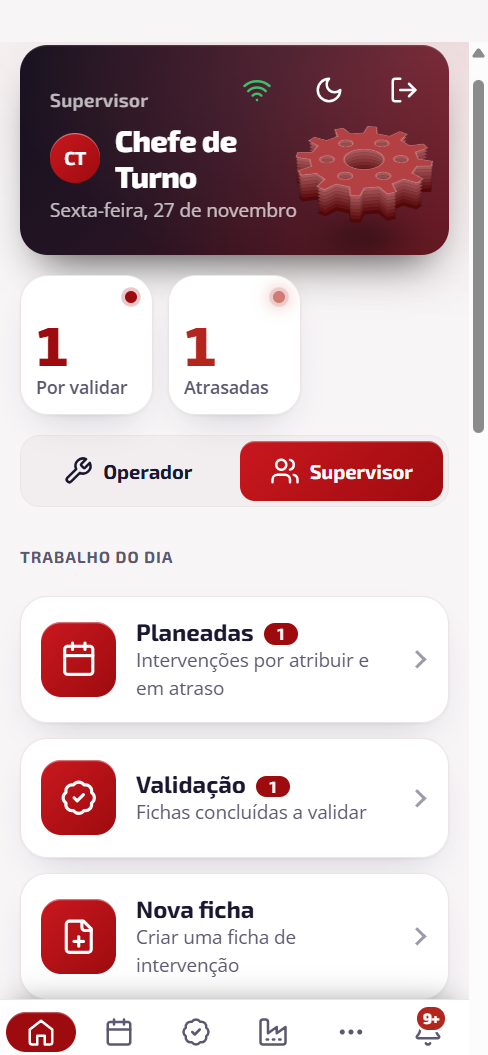 Supervisor
CT
Chefe de
Turno
Sexta-feira, 27 de novembro
1
Por validar
1
Atrasadas
Operador
Supervisor
TRABALHO DO DIA
Planeadas 1
Intervenções por atribuir e
em atraso
Validação 1
Fichas concluídas a validar
Nova ficha
Criar uma ficha de
intervenção
9+